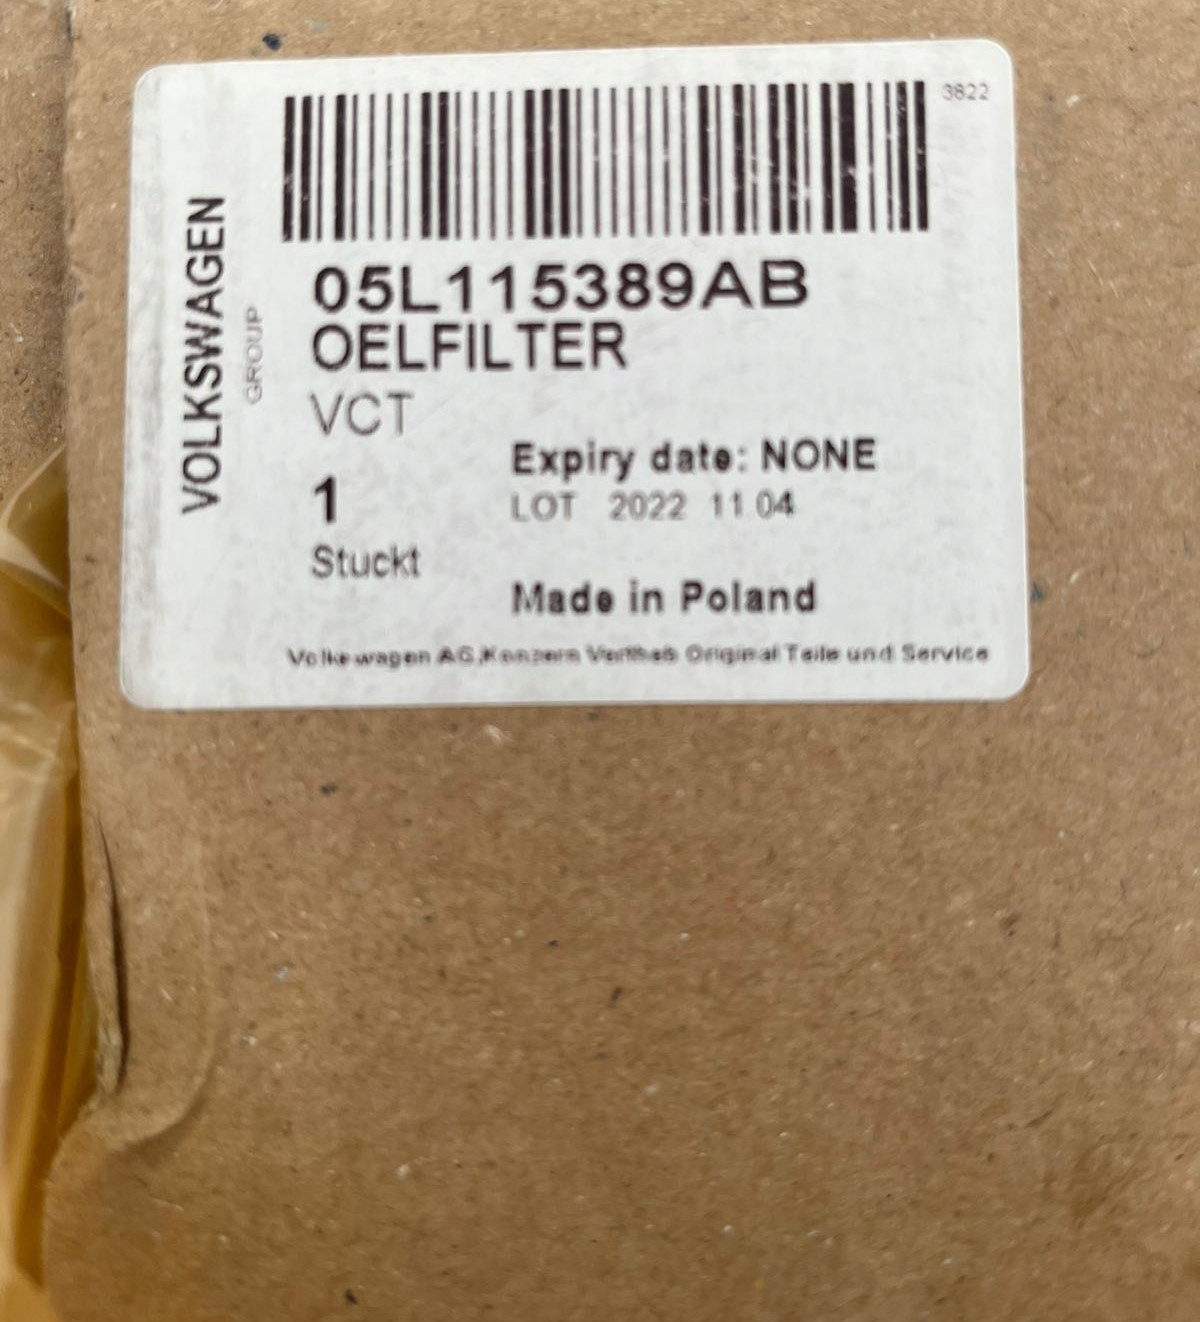 3822
VOLKSWAGEN
GROUP
05L115389AB
OELFILTER
VCT
Expiry date: NONE
1
LOT 2022 11 04
Stuckt
Made in Poland
Volkewagen AG,Konzern Vertrieb Original Teile und Service